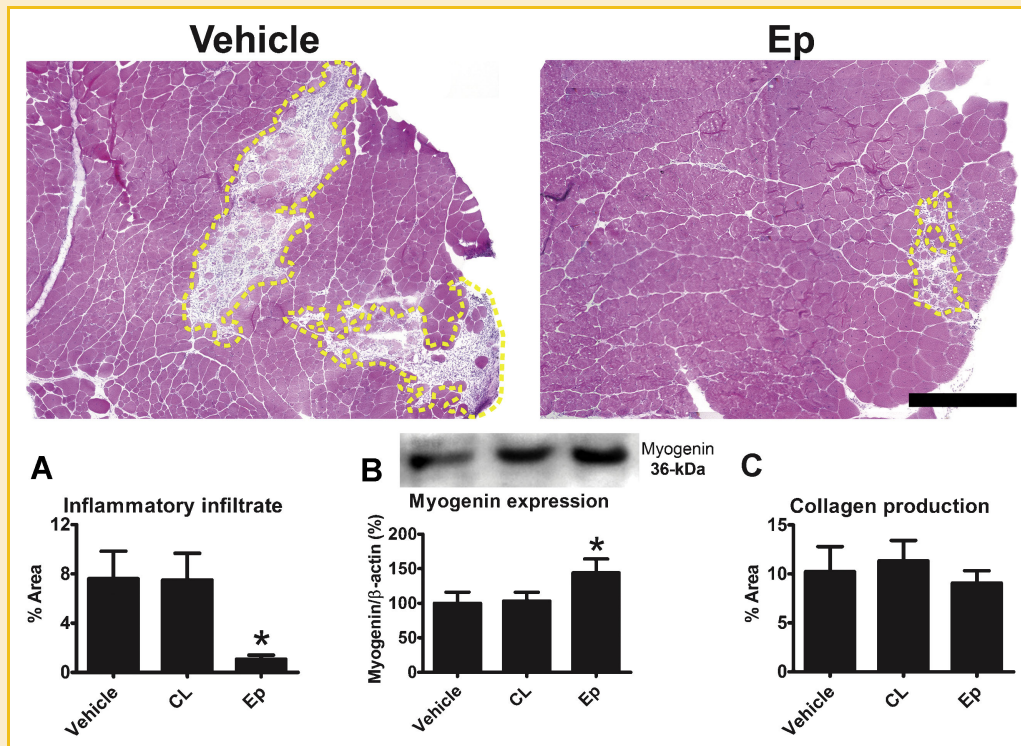 Vehicle
Ep
Myogenin
36-kDa
A
Inflammatory infiltrate
% Area
12
8
4
0
*
Vehicle
CL
Ep
B
Myogenin expression
Myogenin/β-actin (%)
200
150
100
50
0
*
Vehicle
CL
Ep
C
Collagen production
% Area
15
10
5
0
Vehicle
CL
Ep